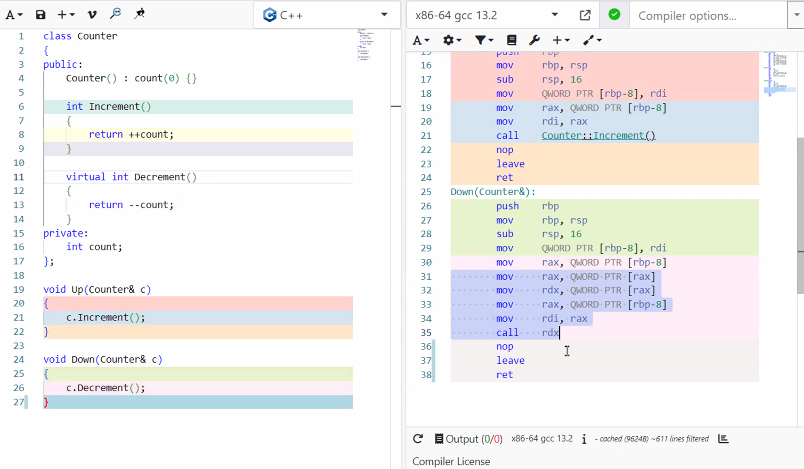 A
C++
x86-64 gcc 13.2
Compiler options...
A
1 class Counter
2 {
3 public:
4 Counter() : count(0) {}
5
6 int Increment()
7 {
8 return ++count;
9 }
10
11 virtual int Decrement()
12 {
13 return --count;
14 }
15 private:
16 int count;
17 };
18
19 void Up(Counter& c)
20 {
21 c.Increment();
22 }
23
24 void Down(Counter& c)
25 {
26 c.Decrement();
27 }
15 push rbp
16 mov rbp, rsp
17 sub rsp, 16
18 mov QWORD PTR [rbp-8], rdi
19 mov rax, QWORD PTR [rbp-8]
20 mov rdi, rax
21 call Counter::Increment()
22 nop
23 leave
24 ret
25 Down(Counter&):
26 push rbp
27 mov rbp, rsp
28 sub rsp, 16
29 mov QWORD PTR [rbp-8], rdi
30 mov rax, QWORD PTR [rbp-8]
31 mov rax, QWORD PTR [rax]
32 mov rdx, QWORD PTR [rax]
33 mov rax, QWORD PTR [rbp-8]
34 mov rdi, rax
35 call rdx
36 nop
37 leave
38 ret
Output (0/0) x86-64 gcc 13.2 i - cached (9624B) ~611 lines filtered
Compiler License